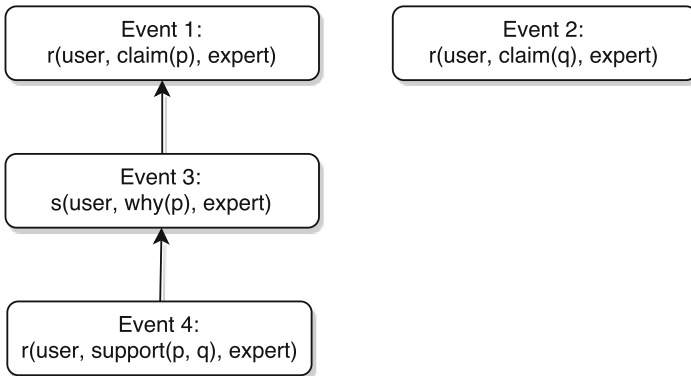 Event 1:
r(user, claim(p), expert)
Event 2:
r(user, claim(q), expert)
Event 3:
s(user, why(p), expert)
Event 4:
r(user, support(p, q), expert)